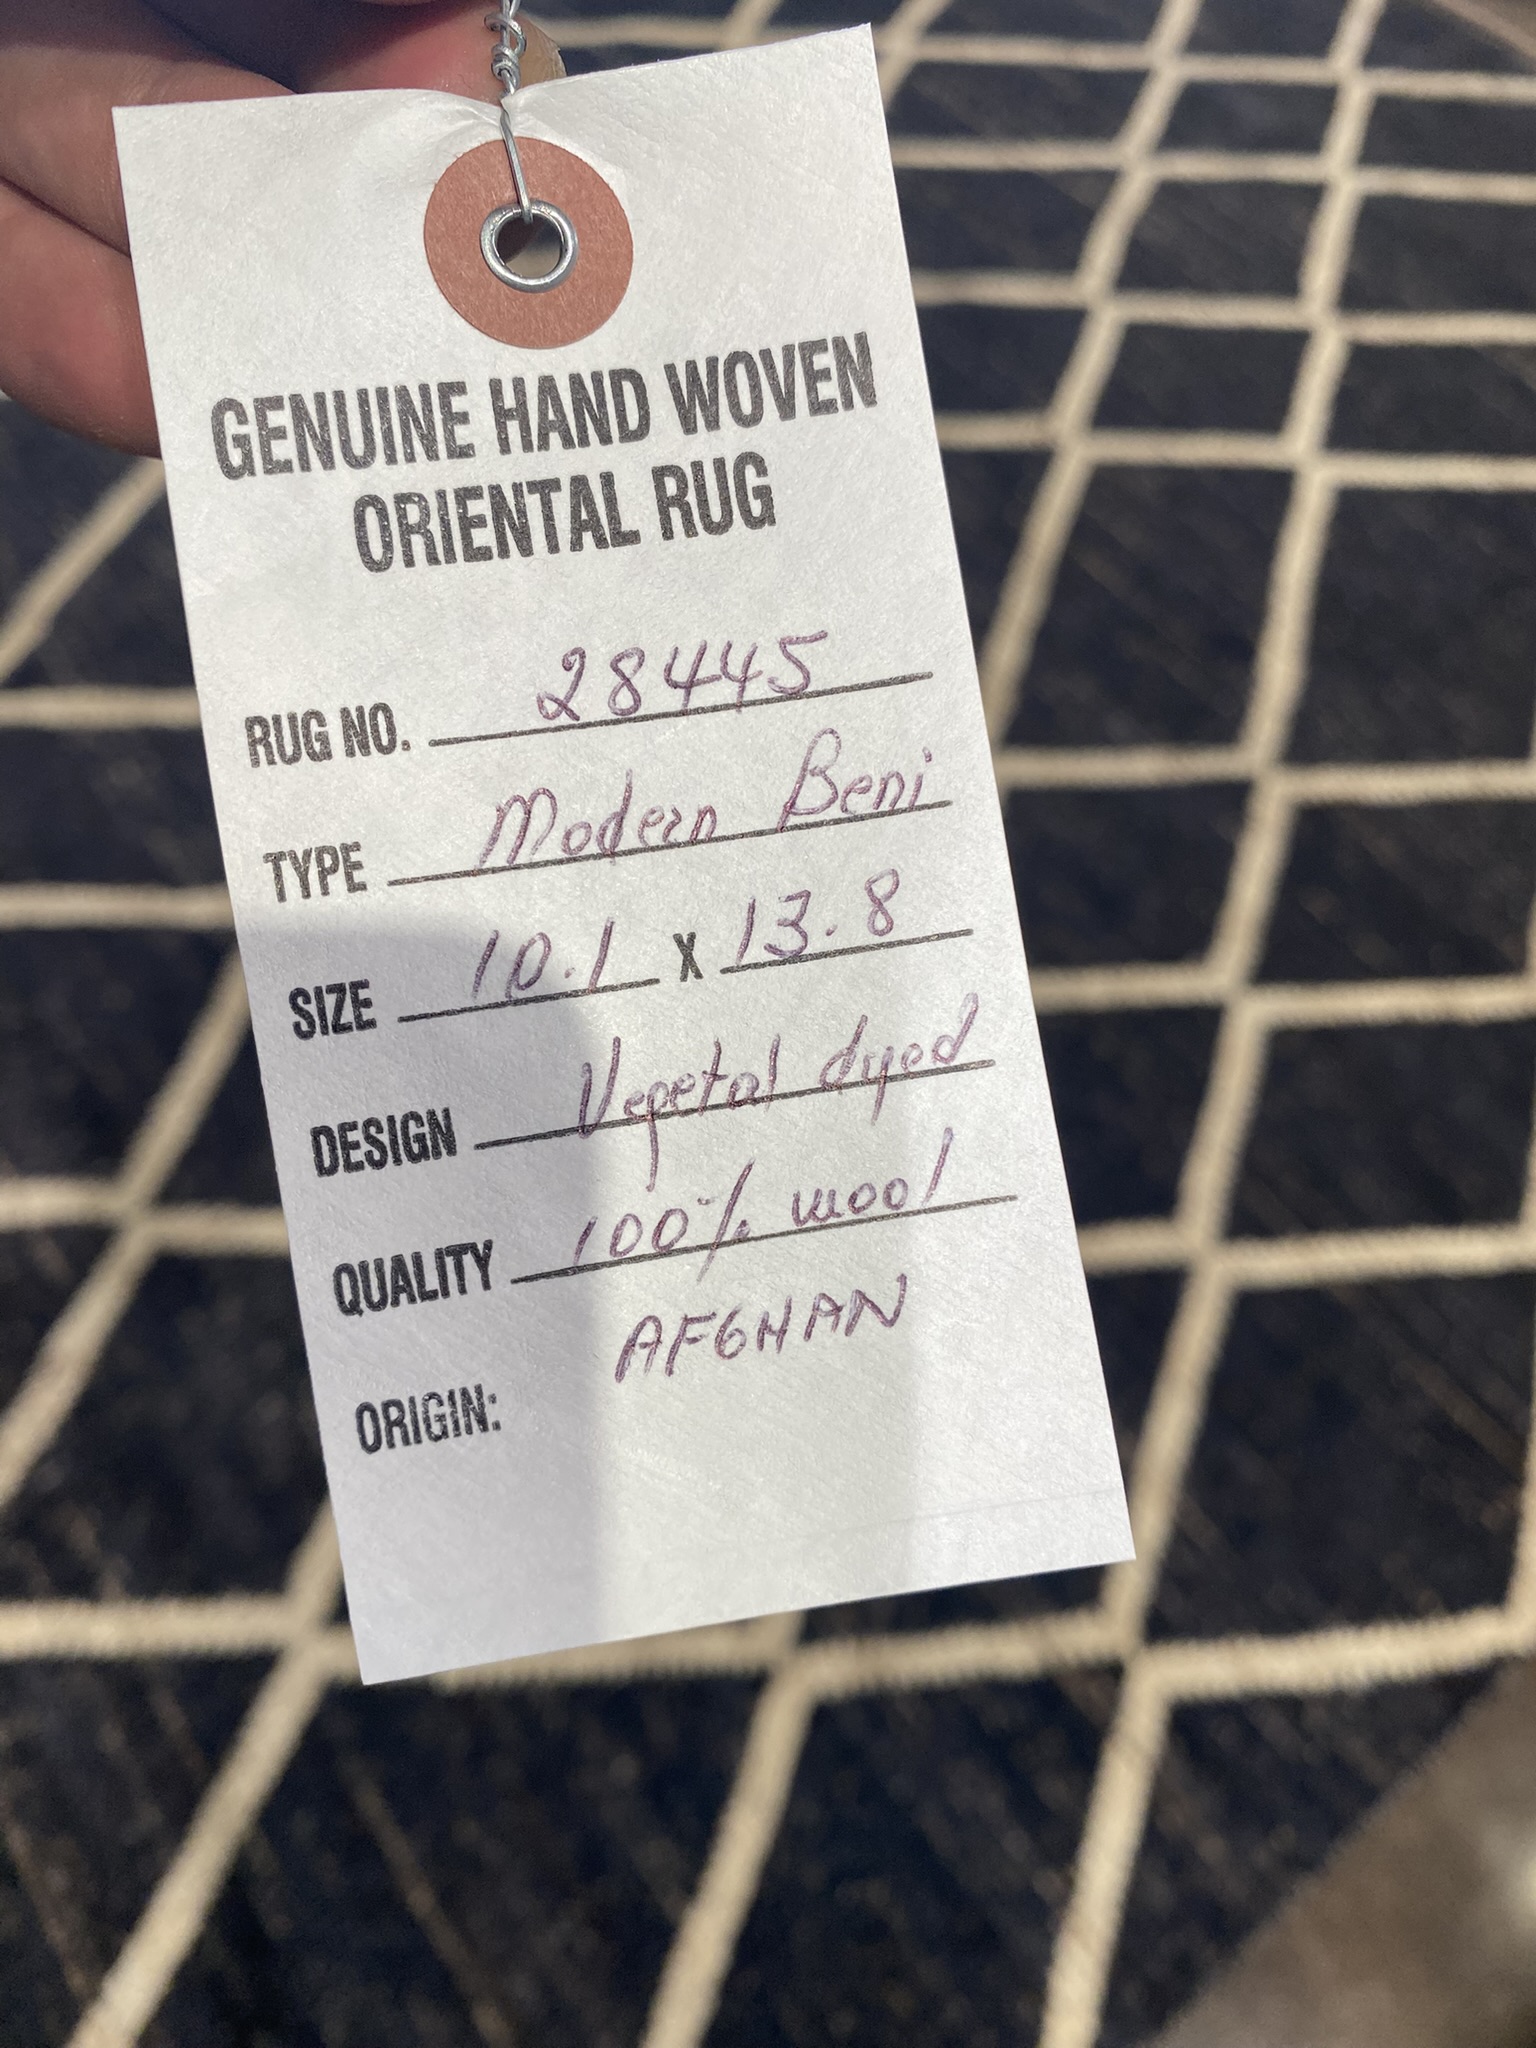 GENUINE HAND WOVEN
ORIENTAL RUG
RUG NO. 28445
TYPE Modern Beni
SIZE 10.1 X 13.8
DESIGN Vegetal dyed
QUALITY 100% wool
ORIGIN: AFGHAN